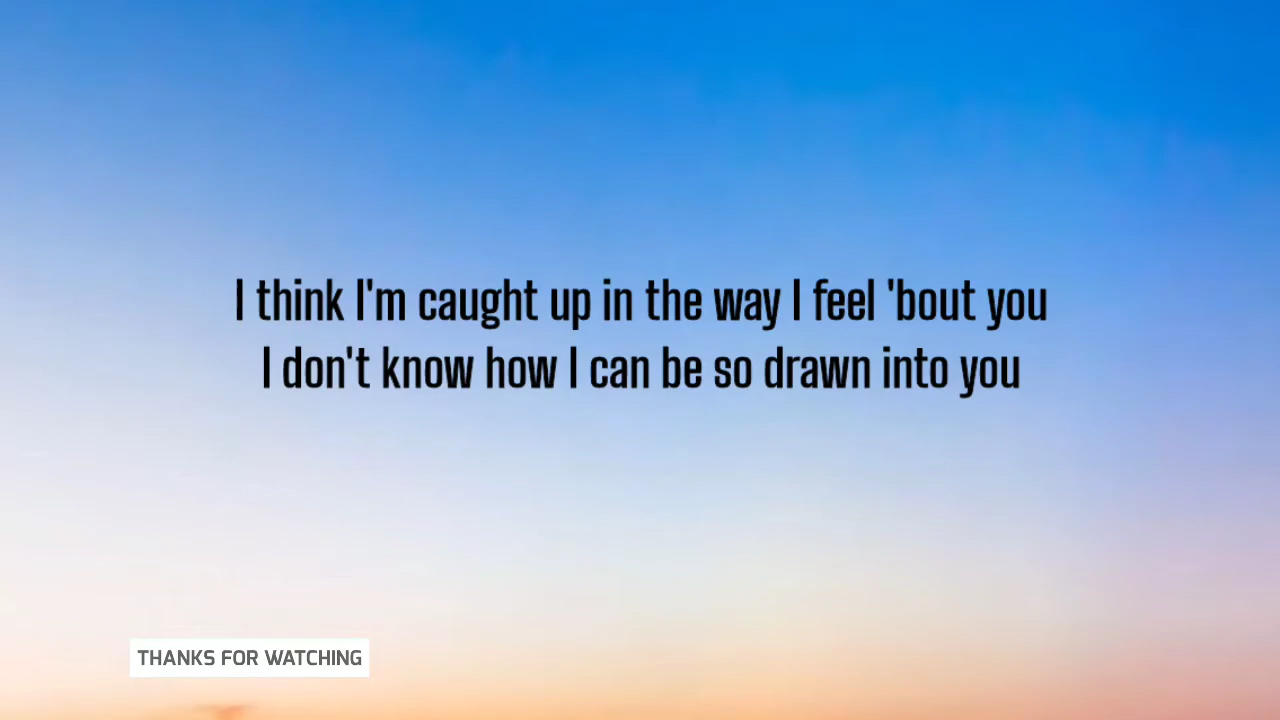 I think I'm caught up in the way I feel 'bout you
I don't know how I can be so drawn into you
THANKS FOR WATCHING